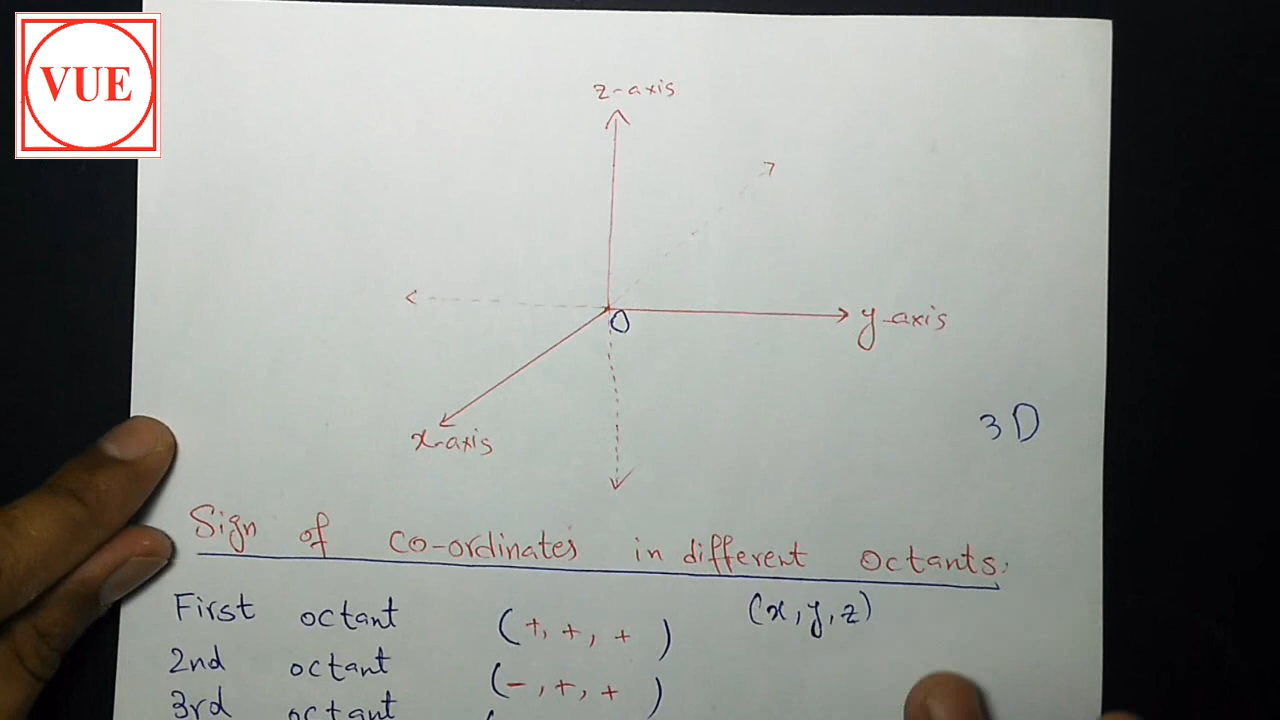 VUE
z-axis
O
y-axis
x-axis
3D
Sign of co-ordinates in different octants.
First octant (+, +, +) (x, y, z)
2nd octant (-, +, +)
3rd octant (